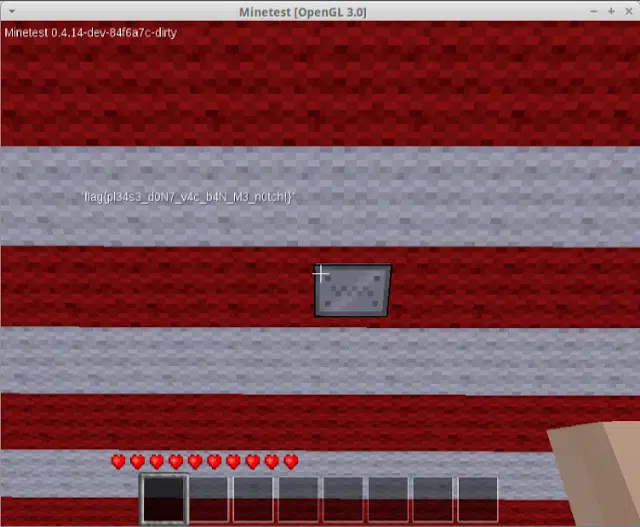 Minetest [OpenGL 3.0]
Minetest 0.4.14-dev-84f6a7c-dirty
"flag{pl34s3_d0N7_v4c_b4N_M3_n0tch!}"